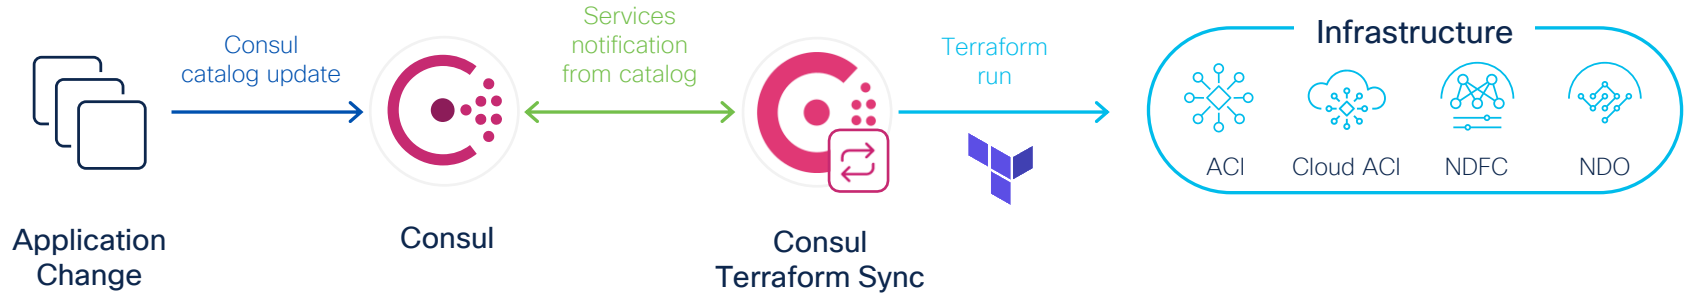 Consul
catalog update
Services
notification
from catalog
Terraform
run
Infrastructure
ACI
Cloud ACI
NDFC
NDO
Application
Change
Consul
Consul
Terraform Sync